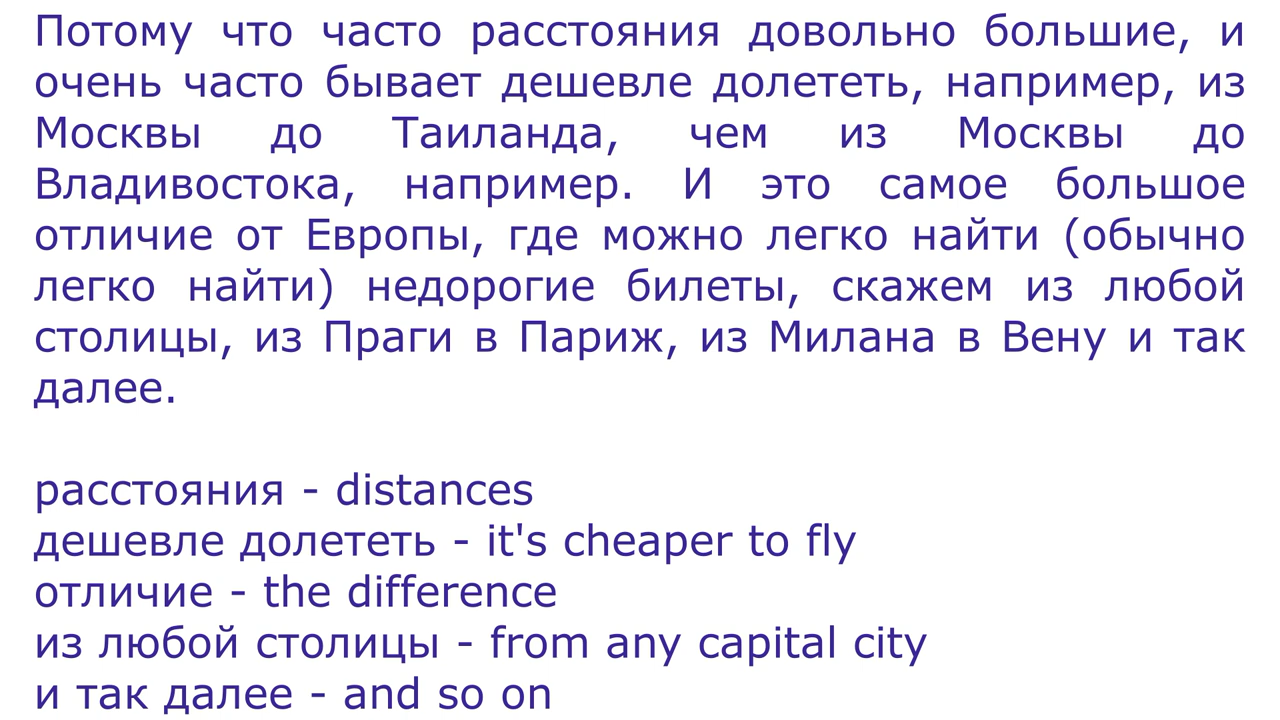 Потому что часто расстояния довольно большие, и
очень часто бывает дешевле долететь, например, из
Москвы до Таиланда, чем из Москвы до
Владивостока, например. И это самое большое
отличие от Европы, где можно легко найти (обычно
легко найти) недорогие билеты, скажем из любой
столицы, из Праги в Париж, из Милана в Вену и так
далее.
расстояния - distances
дешевле долететь - it's cheaper to fly
отличие - the difference
из любой столицы - from any capital city
и так далее - and so on